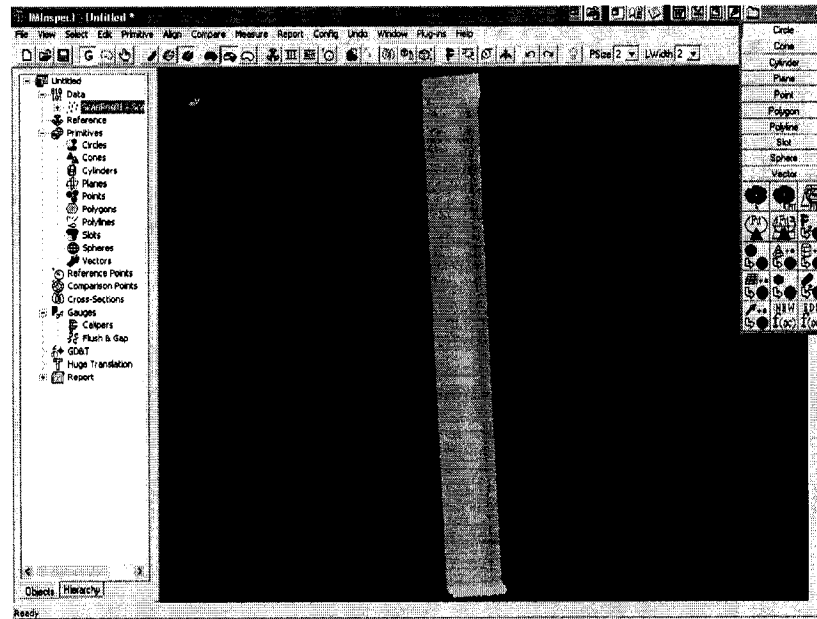 IMInspect - Untitled *
File View Select Edit Primitive Align Compare Measure Report Config Undo Window Plug-ins Help
G PSize 2 LWidth 2
Untitled
Data
Reference
Primitives
Circles
Cones
Cylinders
Planes
Points
Polygons
Polylines
Slots
Spheres
Vectors
Reference Points
Comparison Points
Cross-Sections
Gauges
Calipers
Flush & Gap
GD&T
Huge Translation
Report
Objects Hierarchy
Ready
Circle
Cone
Cylinder
Plane
Point
Polygon
Polyline
Slot
Sphere
Vector